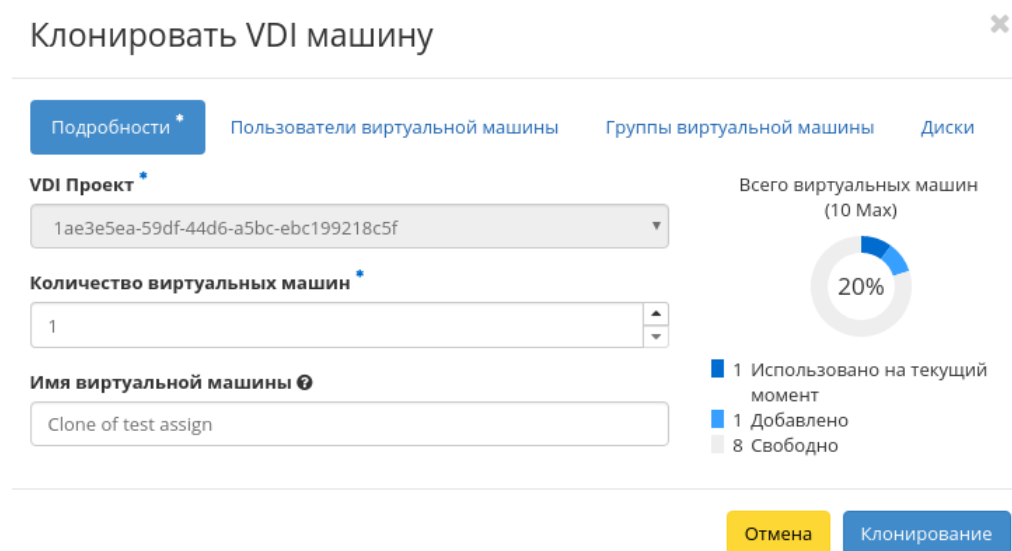 Клонировать VDI машину
Подробности *
Пользователи виртуальной машины
Группы виртуальной машины
Диски
VDI Проект *
1ae3e5ea-59df-44d6-a5bc-ebc199218c5f
Количество виртуальных машин *
1
Имя виртуальной машины
Clone of test assign
Всего виртуальных машин
(10 Max)
20%
1 Использовано на текущий
момент
1 Добавлено
8 Свободно
Отмена
Клонирование